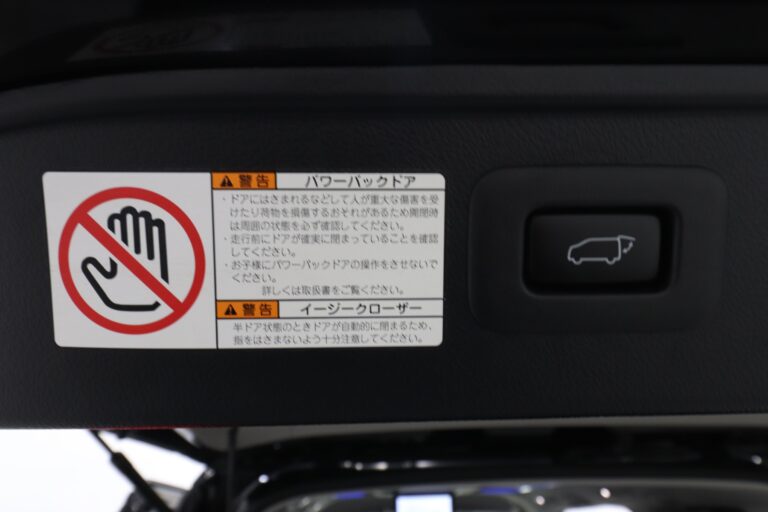 警告 パワーバックドア
・ドアにはさまれるなどして人が重大な傷害を受
けたり荷物を損傷するおそれがあるため開閉時
は周囲の状態を必ず確認してください。
・走行前にドアが確実に閉まっていることを確認
してください。
・お子様にパワーバックドアの操作をさせないで
ください。
詳しくは取扱書をご覧ください。
警告 イージークローザー
半ドア状態のときドアが自動的に閉まるため、
指をはさまないよう十分注意してください。